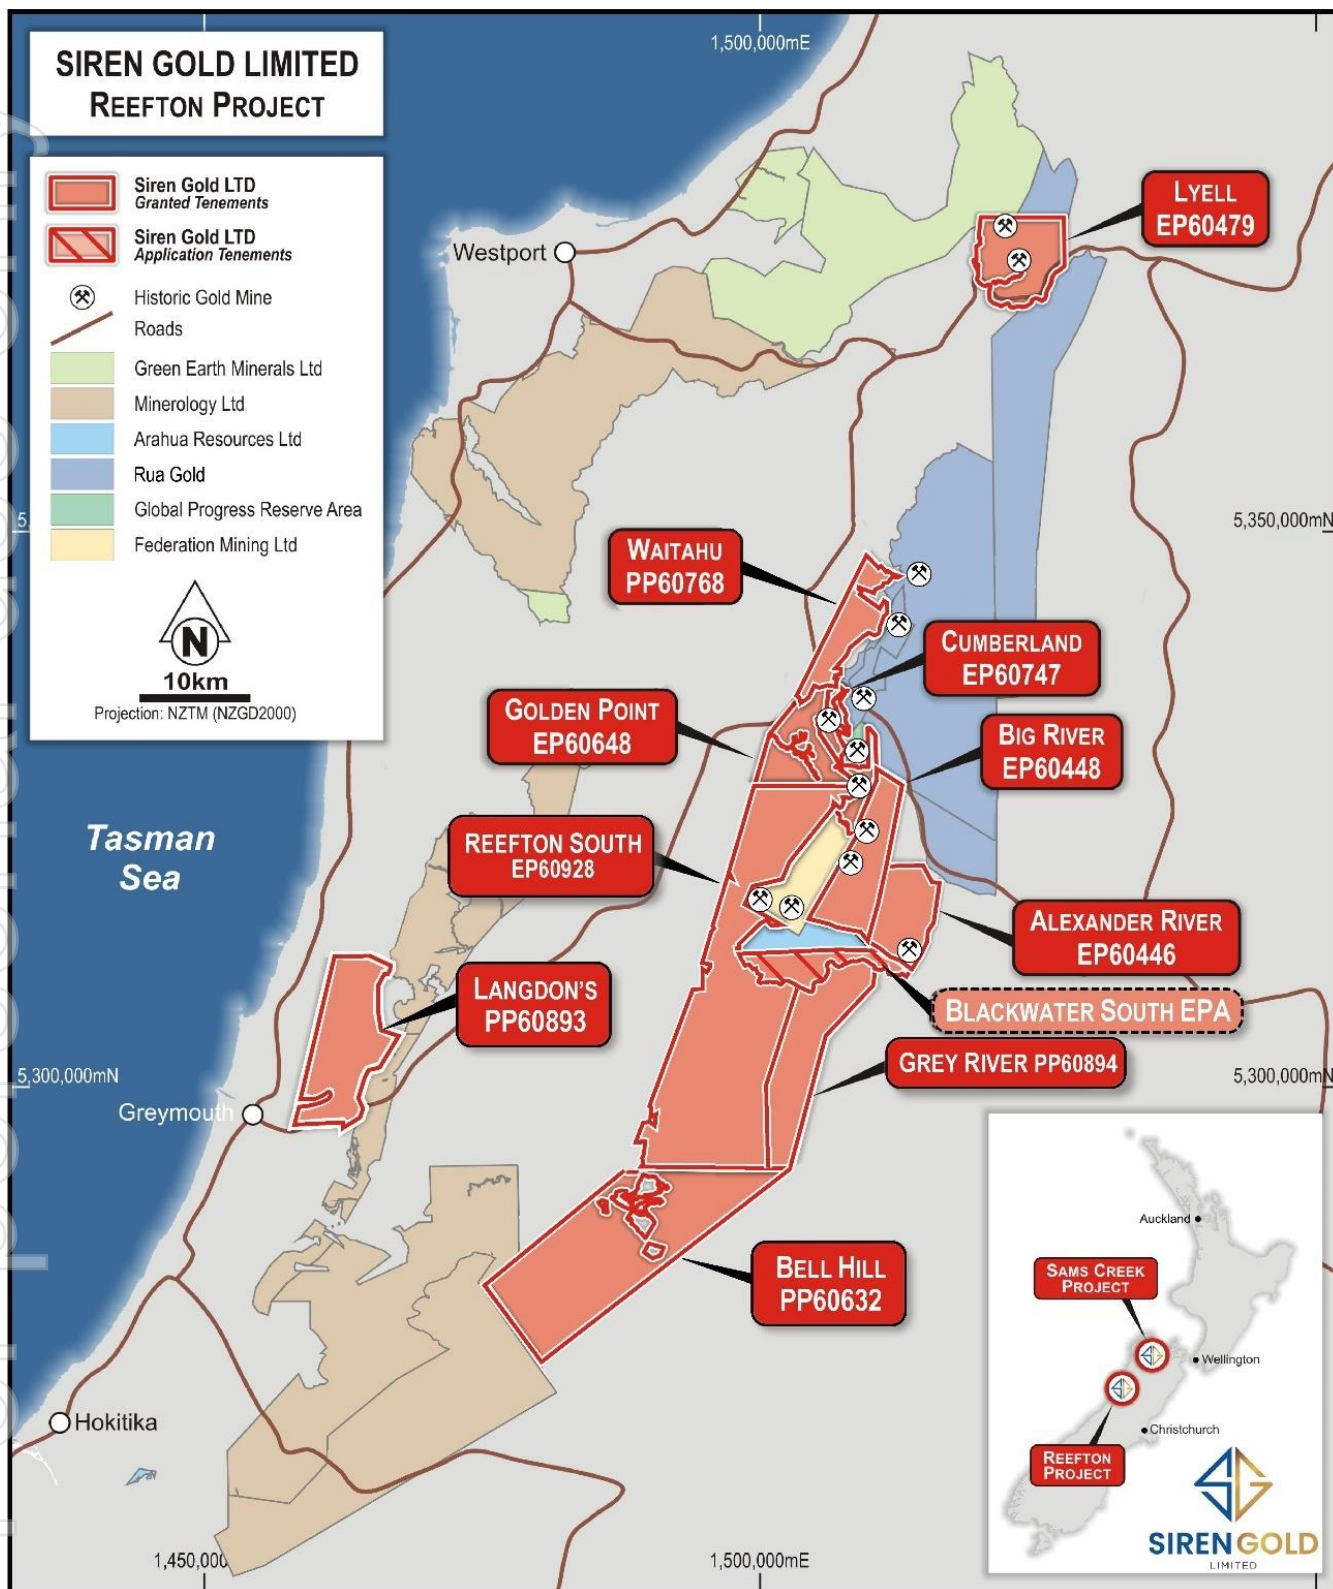 SIREN GOLD LIMITED
REEFTON PROJECT
Siren Gold LTD
Granted Tenements
Siren Gold LTD
Application Tenements
Historic Gold Mine
Roads
Green Earth Minerals Ltd
Minerology Ltd
Arahua Resources Ltd
Rua Gold
Global Progress Reserve Area
Federation Mining Ltd
N
10km
Projection: NZTM (NZGD2000)
1,500,000mE
Westport
LYELL
EP60479
5,350,000mN
WAITAHU
PP60768
CUMBERLAND
EP60747
GOLDEN POINT
EP60648
BIG RIVER
EP60448
Tasman
Sea
REEFTON SOUTH
EP60928
ALEXANDER RIVER
EP60446
LANGDON'S
PP60893
BLACKWATER SOUTH EPA
GREY RIVER PP60894
5,300,000mN
5,300,000mN
Greymouth
BELL HILL
PP60632
Hokitika
1,450,000
1,500,000mE
Auckland
SAMS CREEK
PROJECT
Wellington
Christchurch
REEFTON
PROJECT
SIREN GOLD
LIMITED